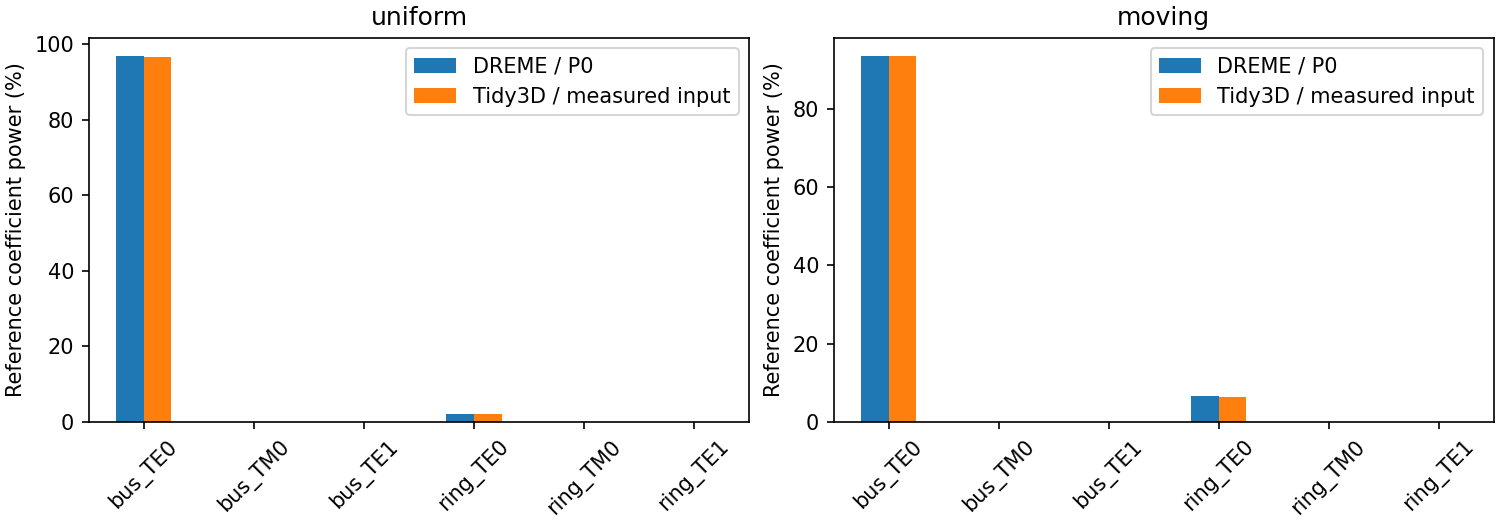 uniform
Reference coefficient power (%)
100
80
60
40
20
0
DREME / P0
Tidy3D / measured input
bus_TE0
bus_TM0
bus_TE1
ring_TE0
ring_TM0
ring_TE1
moving
Reference coefficient power (%)
80
60
40
20
0
DREME / P0
Tidy3D / measured input
bus_TE0
bus_TM0
bus_TE1
ring_TE0
ring_TM0
ring_TE1